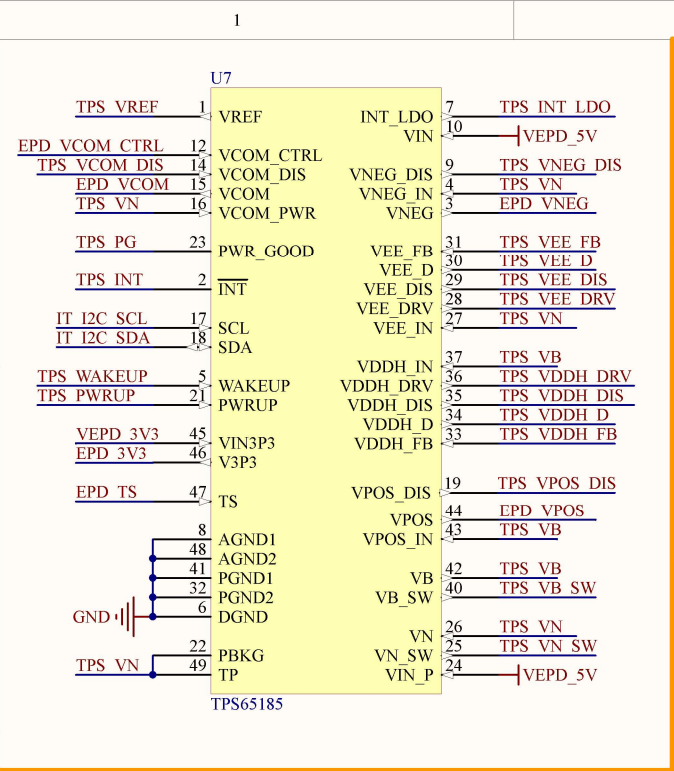 1
U7
TPS_VREF 1 VREF INT_LDO 7 TPS_INT_LDO
VIN 10 VEPD_5V
EPD_VCOM_CTRL 12 VCOM_CTRL
TPS_VCOM_DIS 14 VCOM_DIS VNEG_DIS 9 TPS_VNEG_DIS
EPD_VCOM 15 VCOM VNEG_IN 4 TPS_VN
TPS_VN 16 VCOM_PWR VNEG 3 EPD_VNEG
TPS_PG 23 PWR_GOOD VEE_FB 31 TPS_VEE_FB
VEE_D 30 TPS_VEE_D
TPS_INT 2 INT VEE_DIS 29 TPS_VEE_DIS
VEE_DRV 28 TPS_VEE_DRV
IT_I2C_SCL 17 SCL VEE_IN 27 TPS_VN
IT_I2C_SDA 18 SDA
VDDH_IN 37 TPS_VB
TPS_WAKEUP 5 WAKEUP VDDH_DRV 36 TPS_VDDH_DRV
TPS_PWRUP 21 PWRUP VDDH_DIS 35 TPS_VDDH_DIS
VDDH_D 34 TPS_VDDH_D
VEPD_3V3 45 VIN3P3 VDDH_FB 33 TPS_VDDH_FB
EPD_3V3 46 V3P3
EPD_TS 47 TS VPOS_DIS 19 TPS_VPOS_DIS
VPOS 44 EPD_VPOS
8 AGND1 VPOS_IN 43 TPS_VB
48 AGND2
41 PGND1 VB 42 TPS_VB
32 PGND2 VB_SW 40 TPS_VB_SW
GND 6 DGND
VN 26 TPS_VN
22 PBKG VN_SW 25 TPS_VN_SW
TPS_VN 49 TP VIN_P 24 VEPD_5V
TPS65185